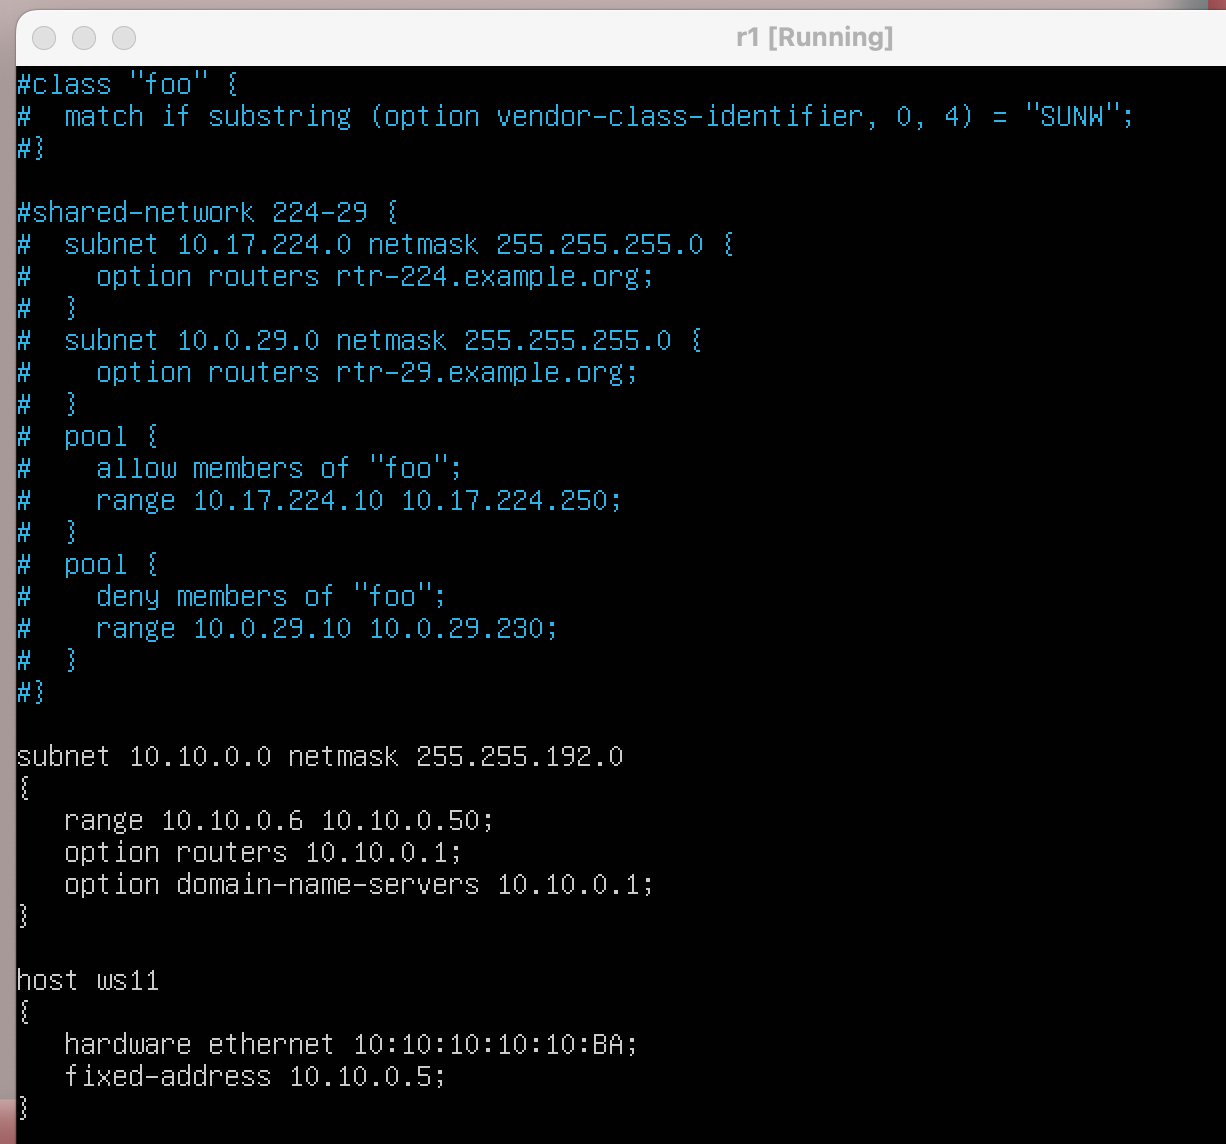 r1 [Running]
#class "foo" {
#  match if substring (option vendor-class-identifier, 0, 4) = "SUNW";
#}

#shared-network 224-29 {
#  subnet 10.17.224.0 netmask 255.255.255.0 {
#    option routers rtr-224.example.org;
#  }
#  subnet 10.0.29.0 netmask 255.255.255.0 {
#    option routers rtr-29.example.org;
#  }
#  pool {
#    allow members of "foo";
#    range 10.17.224.10 10.17.224.250;
#  }
#  pool {
#    deny members of "foo";
#    range 10.0.29.10 10.0.29.230;
#  }
#}

subnet 10.10.0.0 netmask 255.255.192.0
{
   range 10.10.0.6 10.10.0.50;
   option routers 10.10.0.1;
   option domain-name-servers 10.10.0.1;
}

host ws11
{
   hardware ethernet 10:10:10:10:10:BA;
   fixed-address 10.10.0.5;
}